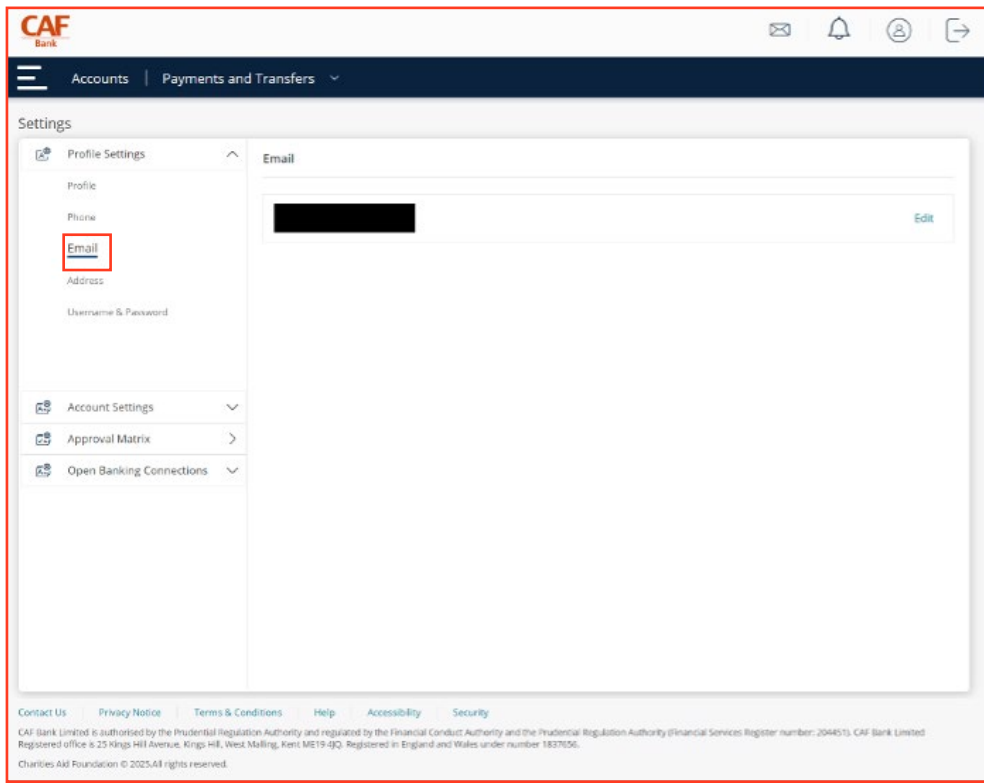 CAF
Bank
Accounts | Payments and Transfers
Settings
Profile Settings
Profile
Phone
Email
Address
Username & Password
Account Settings
Approval Matrix
Open Banking Connections
Email
Edit
Contact Us Privacy Notice Terms & Conditions Help Accessibility Security
CAF Bank Limited is authorised by the Prudential Regulation Authority and regulated by the Financial Conduct Authority and the Prudential Regulation Authority (Financial Services Register number: 204451). CAF Bank Limited
Registered office is 25 Kings Hill Avenue, Kings Hill, West Malling, Kent ME19 4JQ. Registered in England and Wales under number 1837656.
Charities Aid Foundation © 2025.All rights reserved.